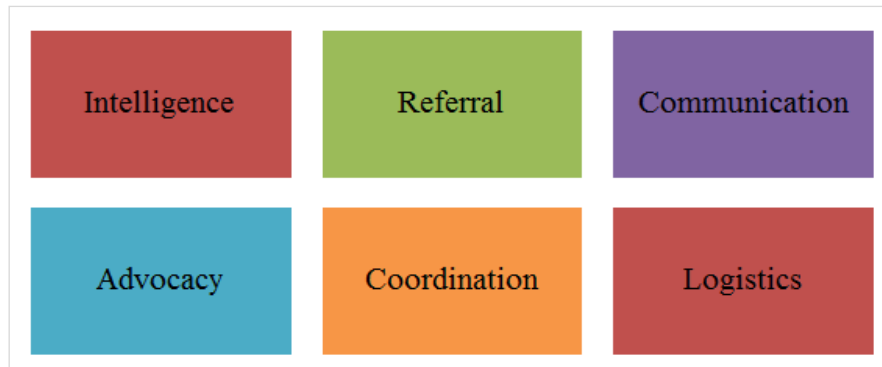 Intelligence
Referral
Communication
Advocacy
Coordination
Logistics